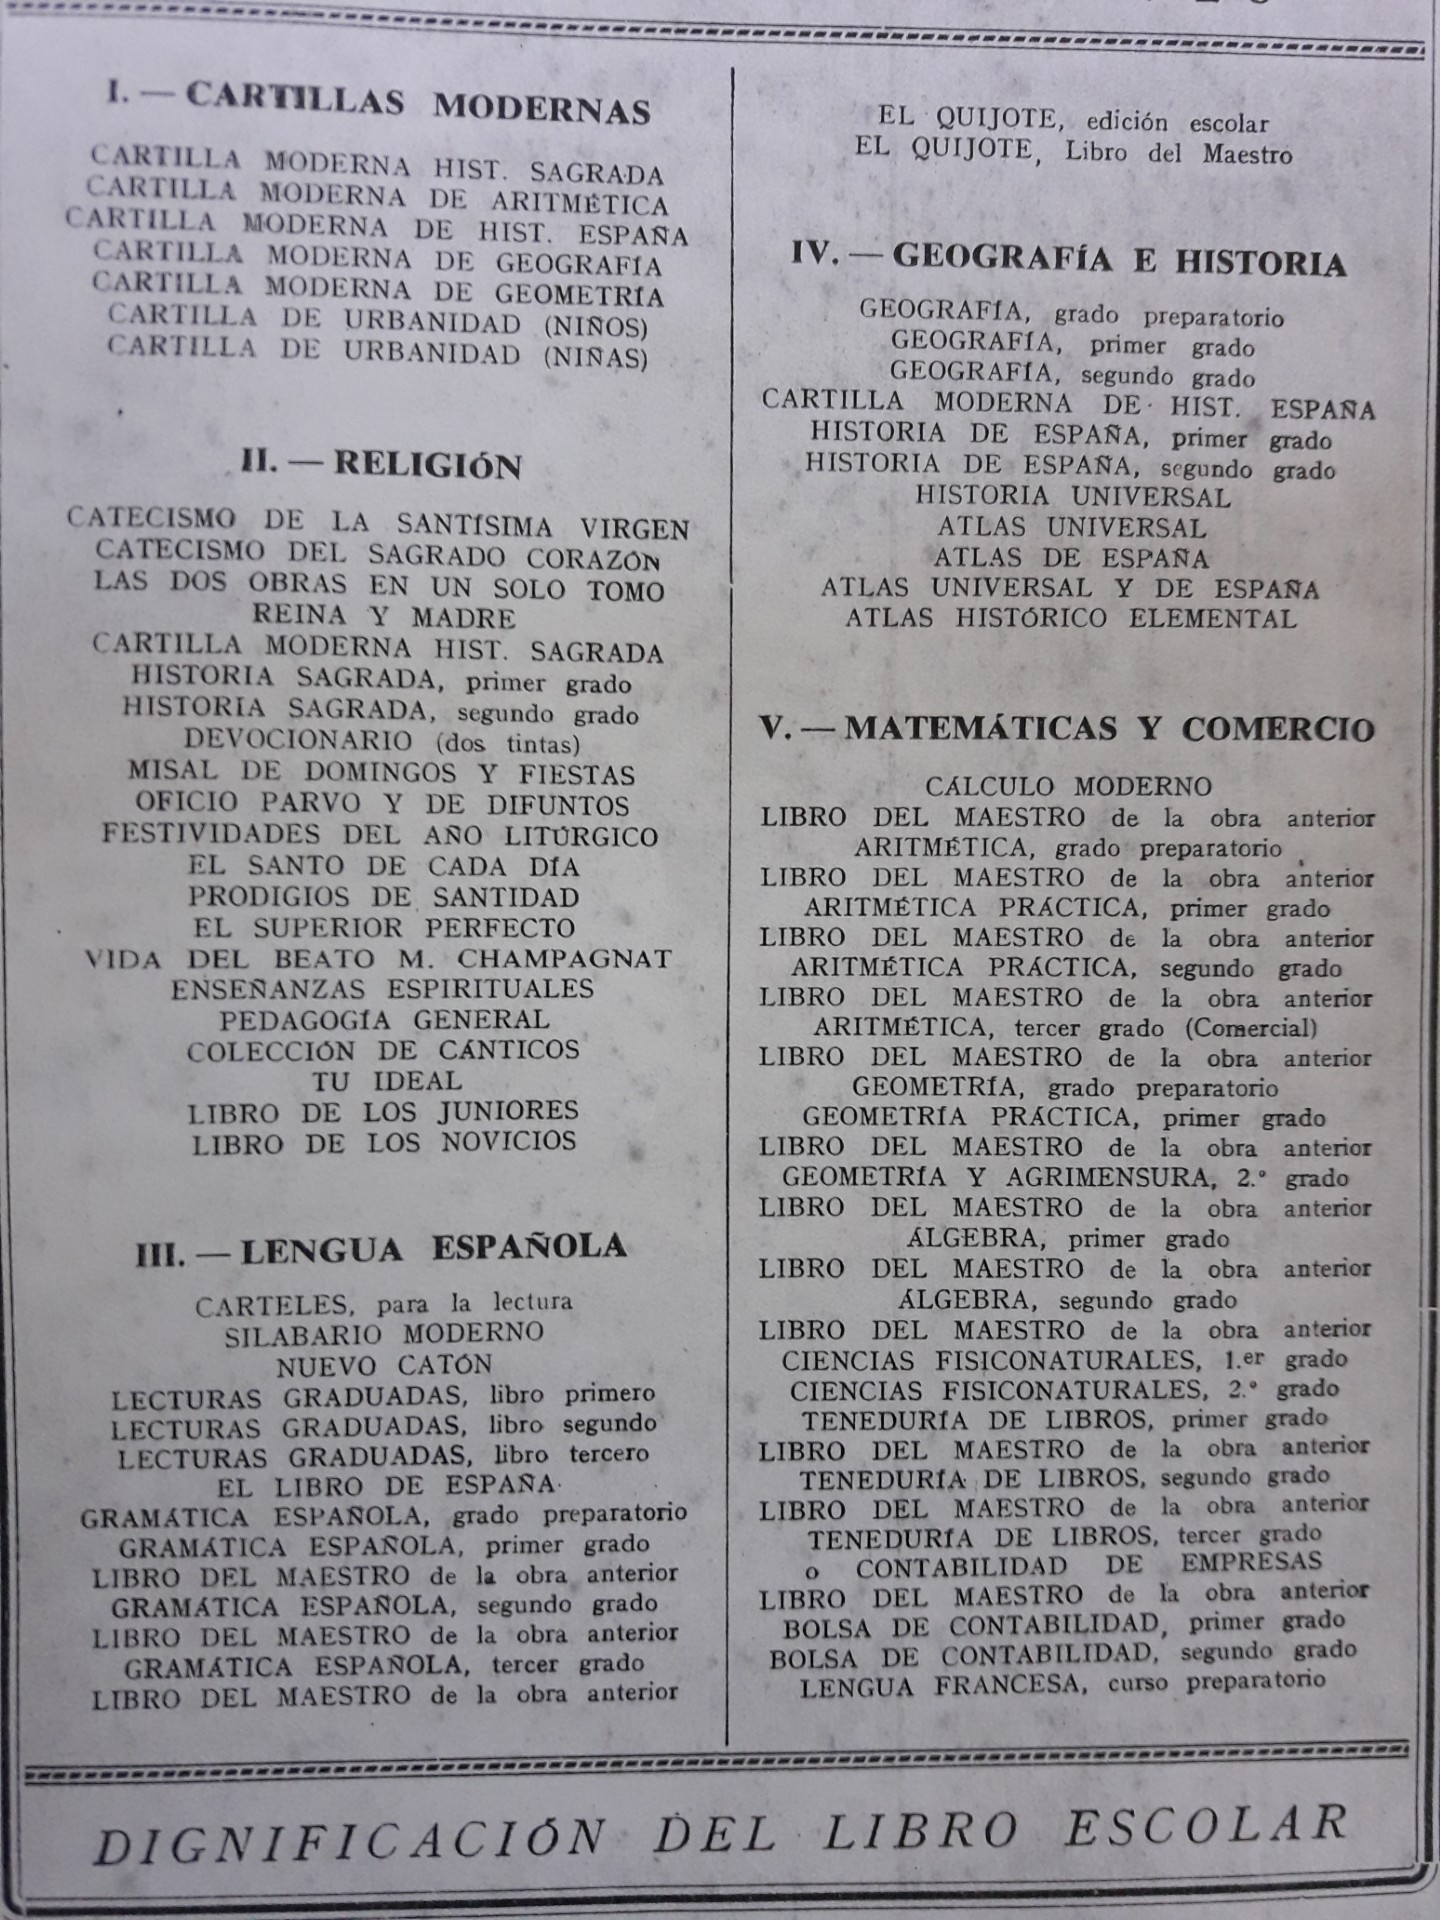 I. — CARTILLAS MODERNAS
CARTILLA MODERNA HIST. SAGRADA
CARTILLA MODERNA DE ARITMÉTICA
CARTILLA MODERNA DE HIST. ESPAÑA
CARTILLA MODERNA DE GEOGRAFÍA
CARTILLA MODERNA DE GEOMETRÍA
CARTILLA DE URBANIDAD (NIÑOS)
CARTILLA DE URBANIDAD (NIÑAS)
II. — RELIGIÓN
CATECISMO DE LA SANTÍSIMA VIRGEN
CATECISMO DEL SAGRADO CORAZÓN
LAS DOS OBRAS EN UN SOLO TOMO
REINA Y MADRE
CARTILLA MODERNA HIST. SAGRADA
HISTORIA SAGRADA, primer grado
HISTORIA SAGRADA, segundo grado
DEVOCIONARIO (dos tintas)
MISAL DE DOMINGOS Y FIESTAS
OFICIO PARVO Y DE DIFUNTOS
FESTIVIDADES DEL AÑO LITÚRGICO
EL SANTO DE CADA DÍA
PRODIGIOS DE SANTIDAD
EL SUPERIOR PERFECTO
VIDA DEL BEATO M. CHAMPAGNAT
ENSEÑANZAS ESPIRITUALES
PEDAGOGÍA GENERAL
COLECCIÓN DE CÁNTICOS
TU IDEAL
LIBRO DE LOS JUNIORES
LIBRO DE LOS NOVICIOS
III. — LENGUA ESPAÑOLA
CARTELES, para la lectura
SILABARIO MODERNO
NUEVO CATÓN
LECTURAS GRADUADAS, libro primero
LECTURAS GRADUADAS, libro segundo
LECTURAS GRADUADAS, libro tercero
EL LIBRO DE ESPAÑA
GRAMÁTICA ESPAÑOLA, grado preparatorio
GRAMÁTICA ESPAÑOLA, primer grado
LIBRO DEL MAESTRO de la obra anterior
GRAMÁTICA ESPAÑOLA, segundo grado
LIBRO DEL MAESTRO de la obra anterior
GRAMÁTICA ESPAÑOLA, tercer grado
LIBRO DEL MAESTRO de la obra anterior
EL QUIJOTE, edición escolar
EL QUIJOTE, Libro del Maestro
IV. — GEOGRAFÍA E HISTORIA
GEOGRAFÍA, grado preparatorio
GEOGRAFÍA, primer grado
GEOGRAFÍA, segundo grado
CARTILLA MODERNA DE HIST. ESPAÑA
HISTORIA DE ESPAÑA, primer grado
HISTORIA DE ESPAÑA, segundo grado
HISTORIA UNIVERSAL
ATLAS UNIVERSAL
ATLAS DE ESPAÑA
ATLAS UNIVERSAL Y DE ESPAÑA
ATLAS HISTÓRICO ELEMENTAL
V. — MATEMÁTICAS Y COMERCIO
CÁLCULO MODERNO
LIBRO DEL MAESTRO de la obra anterior
ARITMÉTICA, grado preparatorio
LIBRO DEL MAESTRO de la obra anterior
ARITMÉTICA PRÁCTICA, primer grado
LIBRO DEL MAESTRO de la obra anterior
ARITMÉTICA PRÁCTICA, segundo grado
LIBRO DEL MAESTRO de la obra anterior
ARITMÉTICA, tercer grado (Comercial)
LIBRO DEL MAESTRO de la obra anterior
GEOMETRÍA, grado preparatorio
GEOMETRÍA PRÁCTICA, primer grado
LIBRO DEL MAESTRO de la obra anterior
GEOMETRÍA Y AGRIMENSURA, 2.º grado
LIBRO DEL MAESTRO de la obra anterior
ÁLGEBRA, primer grado
LIBRO DEL MAESTRO de la obra anterior
ÁLGEBRA, segundo grado
LIBRO DEL MAESTRO de la obra anterior
CIENCIAS FISICONATURALES, 1.er grado
CIENCIAS FISICONATURALES, 2.º grado
TENEDURÍA DE LIBROS, primer grado
LIBRO DEL MAESTRO de la obra anterior
TENEDURÍA DE LIBROS, segundo grado
LIBRO DEL MAESTRO de la obra anterior
TENEDURÍA DE LIBROS, tercer grado
o CONTABILIDAD DE EMPRESAS
LIBRO DEL MAESTRO de la obra anterior
BOLSA DE CONTABILIDAD, primer grado
BOLSA DE CONTABILIDAD, segundo grado
LENGUA FRANCESA, curso preparatorio
DIGNIFICACIÓN DEL LIBRO ESCOLAR